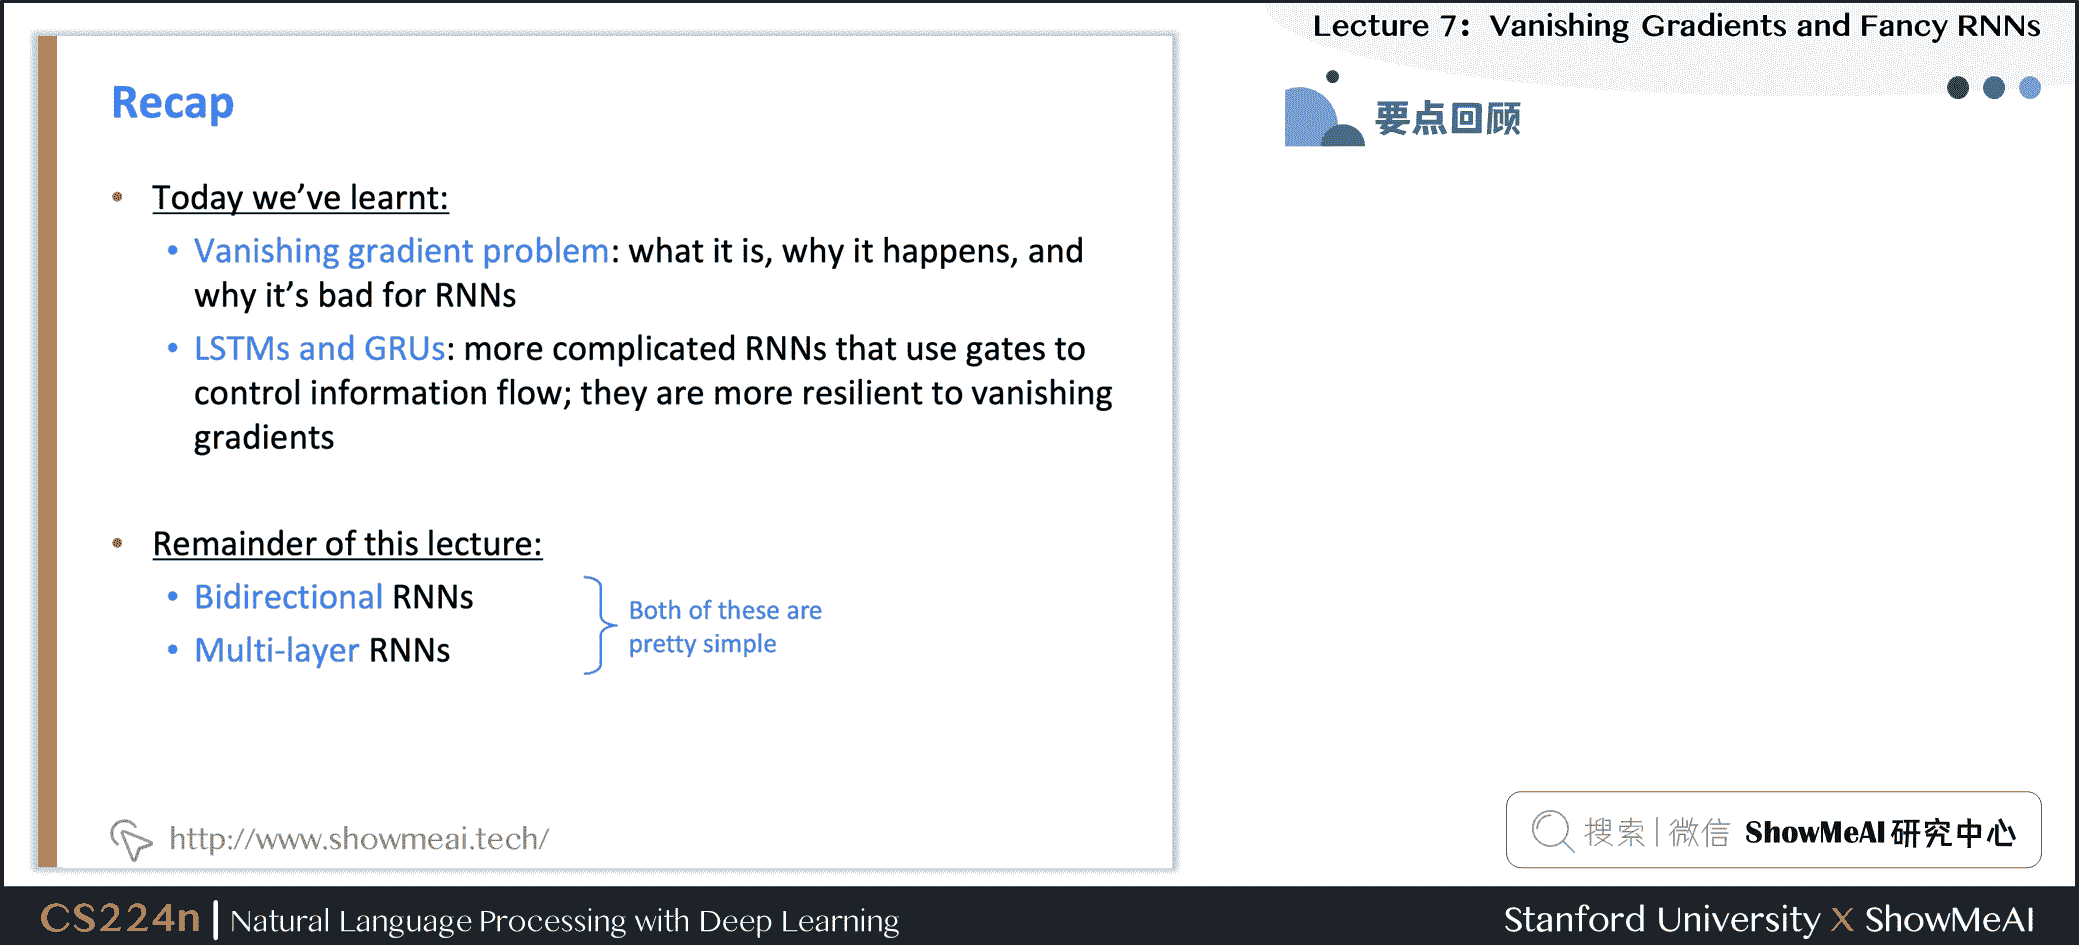 Lecture 7: Vanishing Gradients and Fancy RNNs
要点回顾
Recap
• Today we’ve learnt:
• Vanishing gradient problem: what it is, why it happens, and
why it’s bad for RNNs
• LSTMs and GRUs: more complicated RNNs that use gates to
control information flow; they are more resilient to vanishing
gradients
• Remainder of this lecture:
• Bidirectional RNNs
• Multi-layer RNNs
Both of these are
pretty simple
http://www.showmeai.tech/
搜索 | 微信 ShowMeAI 研究中心
CS224n | Natural Language Processing with Deep Learning
Stanford University X ShowMeAI